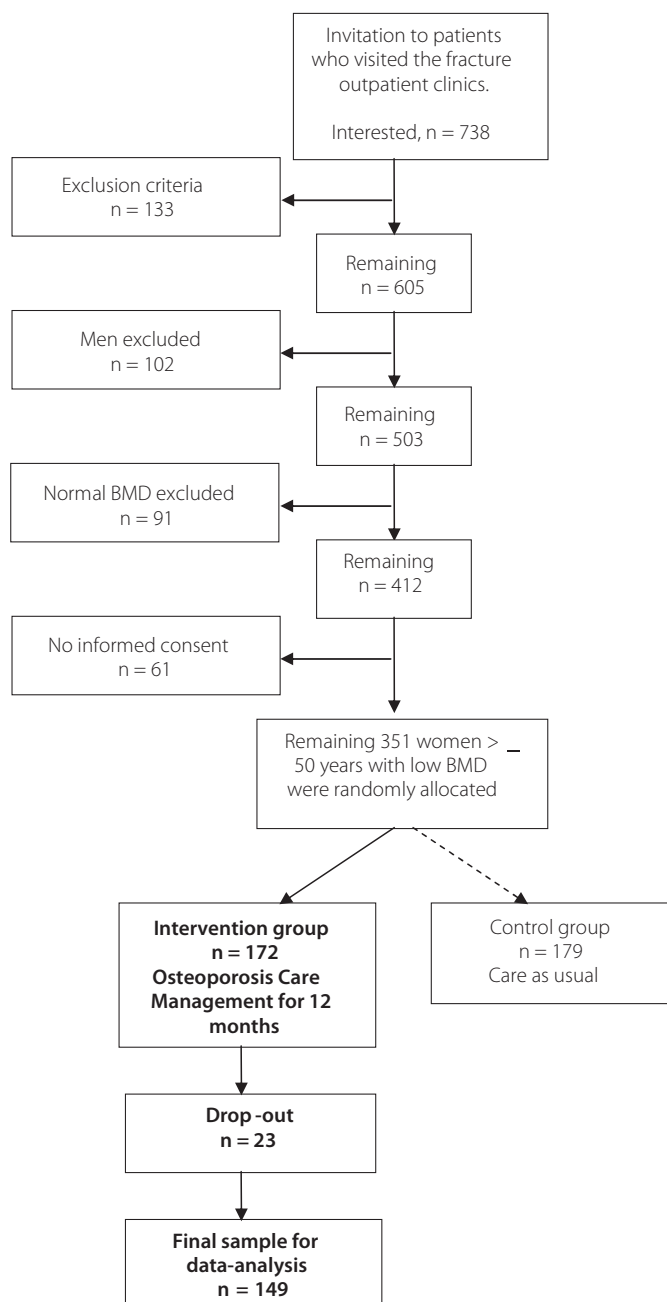 Invitation to patients
who visited the fracture
outpatient clinics.
Interested, n = 738
Exclusion criteria
n = 133
Remaining
n = 605
Men excluded
n = 102
Remaining
n = 503
Normal BMD excluded
n = 91
Remaining
n = 412
No informed consent
n = 61
Remaining 351 women > _
50 years with low BMD
were randomly allocated
Intervention group
n = 172
Osteoporosis Care
Management for 12
months
Control group
n = 179
Care as usual
Drop -out
n = 23
Final sample for
data-analysis
n = 149